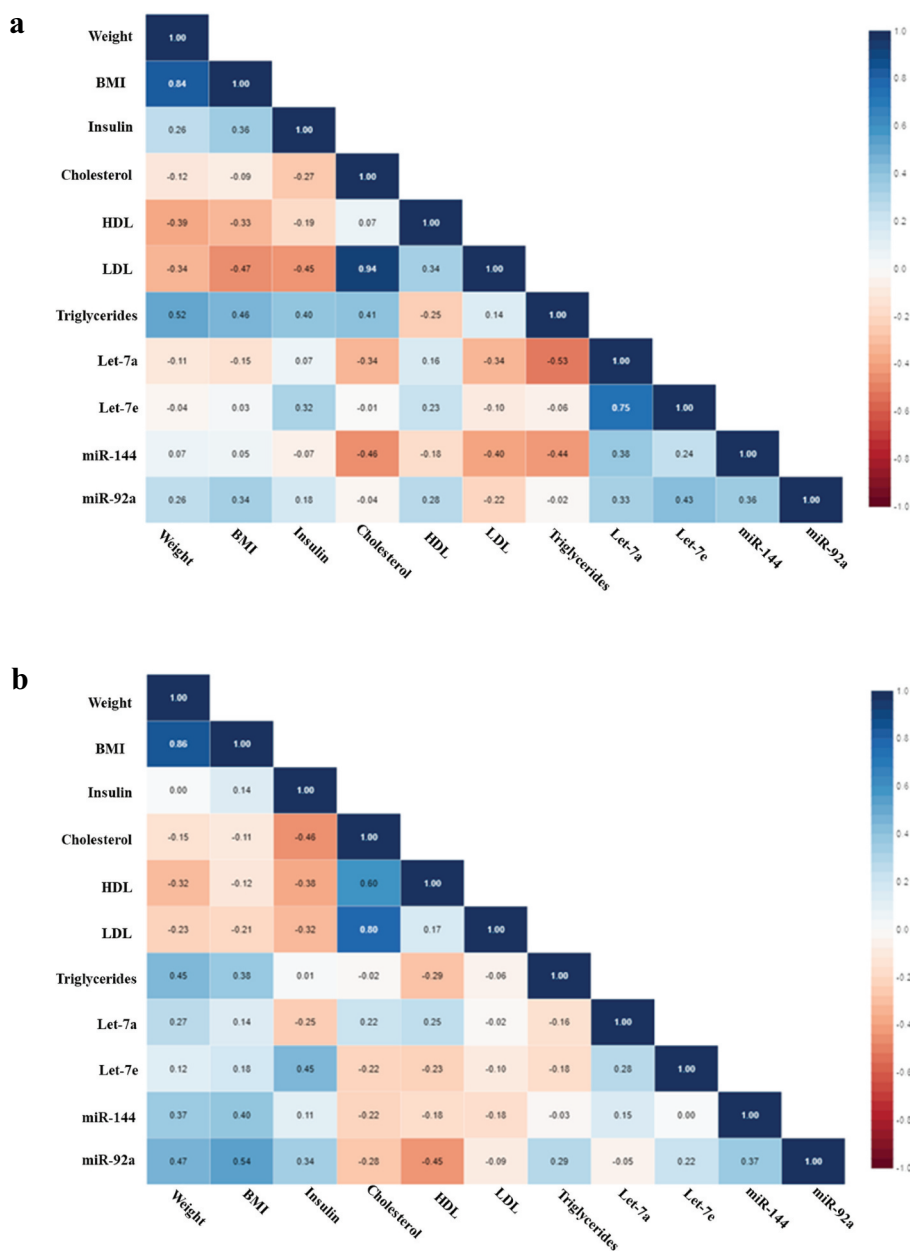 a
Weight 1.00
BMI 0.84 1.00
Insulin 0.26 0.36 1.00
Cholesterol -0.12 -0.09 -0.27 1.00
HDL -0.39 -0.33 -0.19 0.07 1.00
LDL -0.34 -0.47 -0.45 0.94 0.34 1.00
Triglycerides 0.52 0.46 0.40 0.41 -0.25 0.14 1.00
Let-7a -0.11 -0.15 0.07 -0.34 0.16 -0.34 -0.53 1.00
Let-7e -0.04 0.03 0.32 -0.01 0.23 -0.10 -0.06 0.75 1.00
miR-144 0.07 0.05 -0.07 -0.46 -0.18 -0.40 -0.44 0.38 0.24 1.00
miR-92a 0.26 0.34 0.18 -0.04 0.28 -0.22 -0.02 0.33 0.43 0.36 1.00
Weight BMI Insulin Cholesterol HDL LDL Triglycerides Let-7a Let-7e miR-144 miR-92a
1.0
0.8
0.6
0.4
0.2
0.0
-0.2
-0.4
-0.6
-0.8
-1.0
b
Weight 1.00
BMI 0.86 1.00
Insulin 0.00 0.14 1.00
Cholesterol -0.15 -0.11 -0.46 1.00
HDL -0.32 -0.12 -0.38 0.60 1.00
LDL -0.23 -0.21 -0.32 0.80 0.17 1.00
Triglycerides 0.45 0.38 0.01 -0.02 -0.29 -0.06 1.00
Let-7a 0.27 0.14 -0.25 0.22 0.25 -0.02 -0.16 1.00
Let-7e 0.12 0.18 0.45 -0.22 -0.23 -0.10 -0.18 0.28 1.00
miR-144 0.37 0.40 0.11 -0.22 -0.18 -0.18 -0.03 0.15 0.00 1.00
miR-92a 0.47 0.54 0.34 -0.28 -0.45 -0.09 0.29 -0.05 0.22 0.37 1.00
Weight BMI Insulin Cholesterol HDL LDL Triglycerides Let-7a Let-7e miR-144 miR-92a
1.0
0.8
0.6
0.4
0.2
0.0
-0.2
-0.4
-0.6
-0.8
-1.0